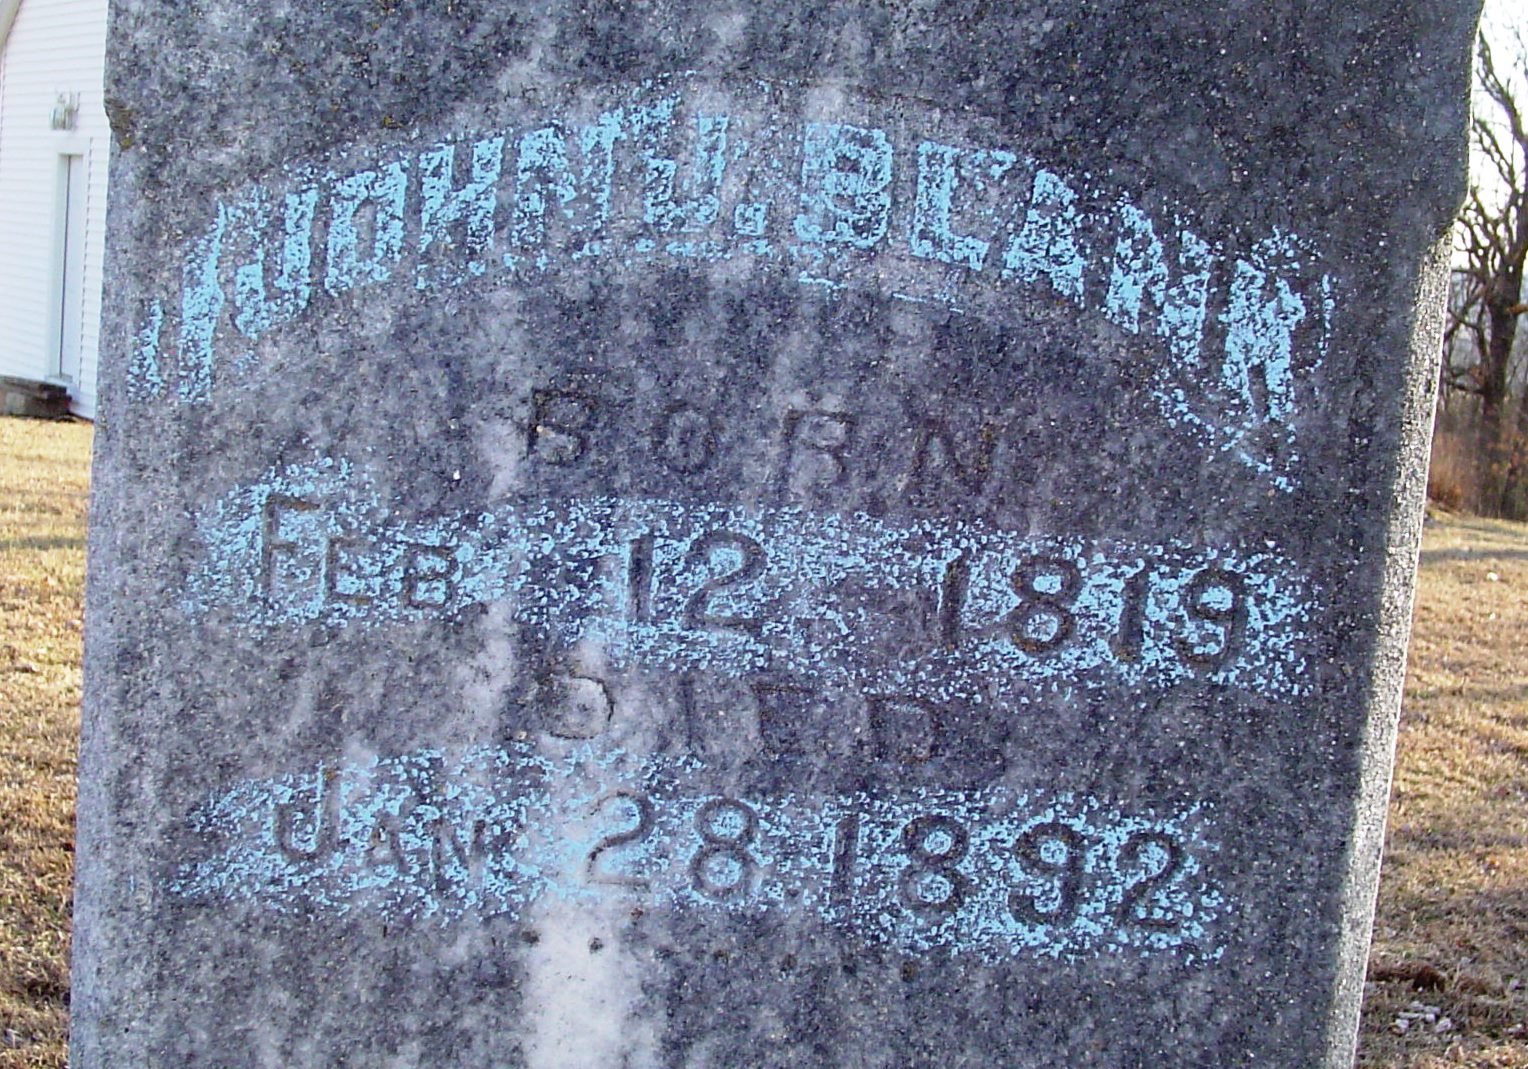 JOHN J. BLANK
BORN
FEB. 12, 1819
DIED
JAN. 28, 1892